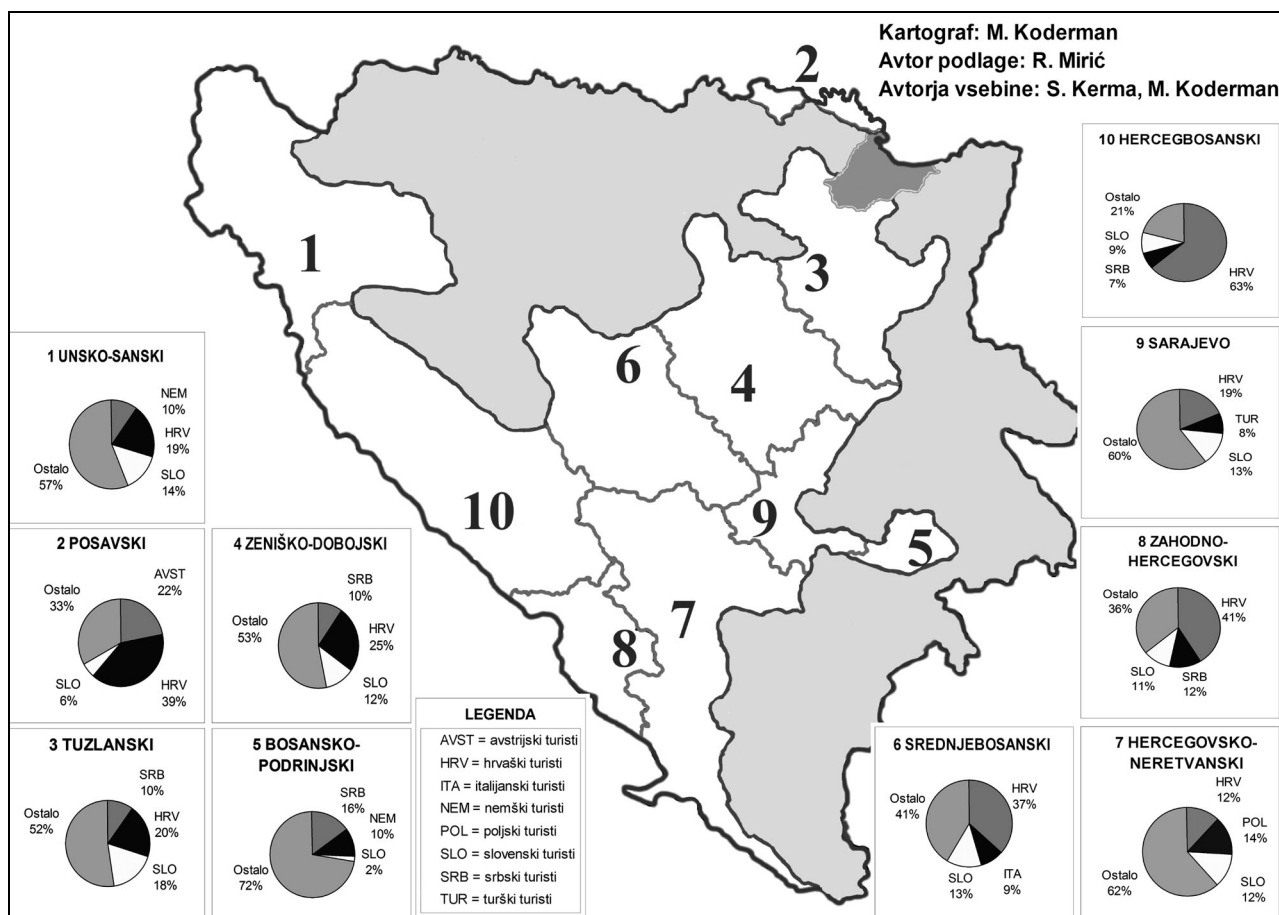 Kartograf: M. Koderman
Avtor podlage: R. Mirić
Avtorja vsebine: S. Kerma, M. Koderman
2
1
3
6
4
10
9
5
7
8
10 HERCEGBOSANSKI
Ostalo
21%
SLO
9%
SRB
7%
HRV
63%
1 UNSKO-SANSKI
NEM
10%
HRV
19%
SLO
14%
Ostalo
57%
9 SARAJEVO
HRV
19%
TUR
8%
SLO
13%
Ostalo
60%
2 POSAVSKI
AVST
22%
Ostalo
33%
SLO
6%
HRV
39%
4 ZENIŠKO-DOBOJSKI
SRB
10%
HRV
25%
SLO
12%
Ostalo
53%
8 ZAHODNO-
HERCEGOVSKI
Ostalo
36%
HRV
41%
SLO
11%
SRB
12%
3 TUZLANSKI
SRB
10%
HRV
20%
SLO
18%
Ostalo
52%
5 BOSANSKO-
PODRINJSKI
SRB
16%
NEM
10%
SLO
2%
Ostalo
72%
LEGENDA
AVST = avstrijski turisti
HRV = hrvaški turisti
ITA = italijanski turisti
NEM = nemški turisti
POL = poljski turisti
SLO = slovenski turisti
SRB = srbski turisti
TUR = turški turisti
6 SREDNJEBOSANSKI
Ostalo
41%
HRV
37%
SLO
13%
ITA
9%
7 HERCEGOVSKO-
NERETVANSKI
HRV
12%
POL
14%
SLO
12%
Ostalo
62%